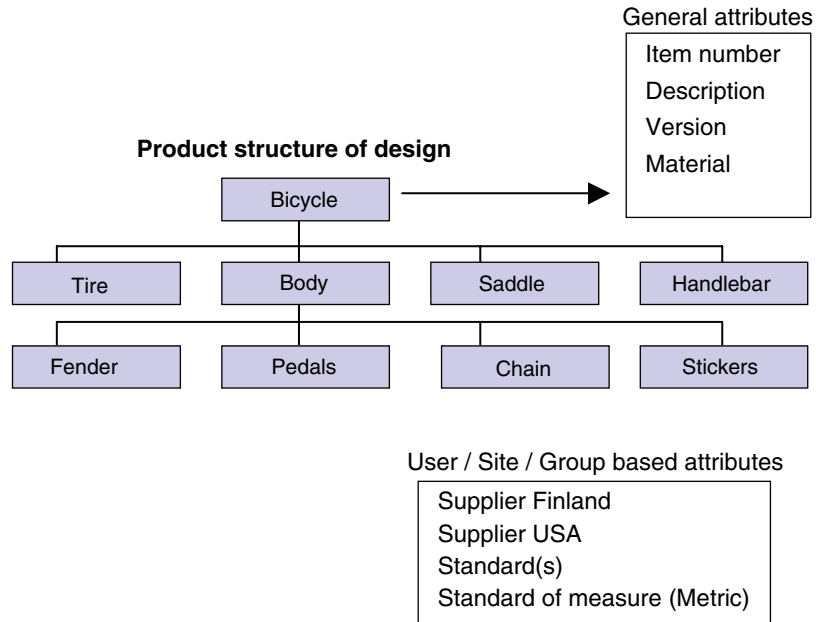 General attributes
Item number
Description
Version
Material
Product structure of design
Bicycle
Tire
Body
Saddle
Handlebar
Fender
Pedals
Chain
Stickers
User / Site / Group based attributes
Supplier Finland
Supplier USA
Standard(s)
Standard of measure (Metric)